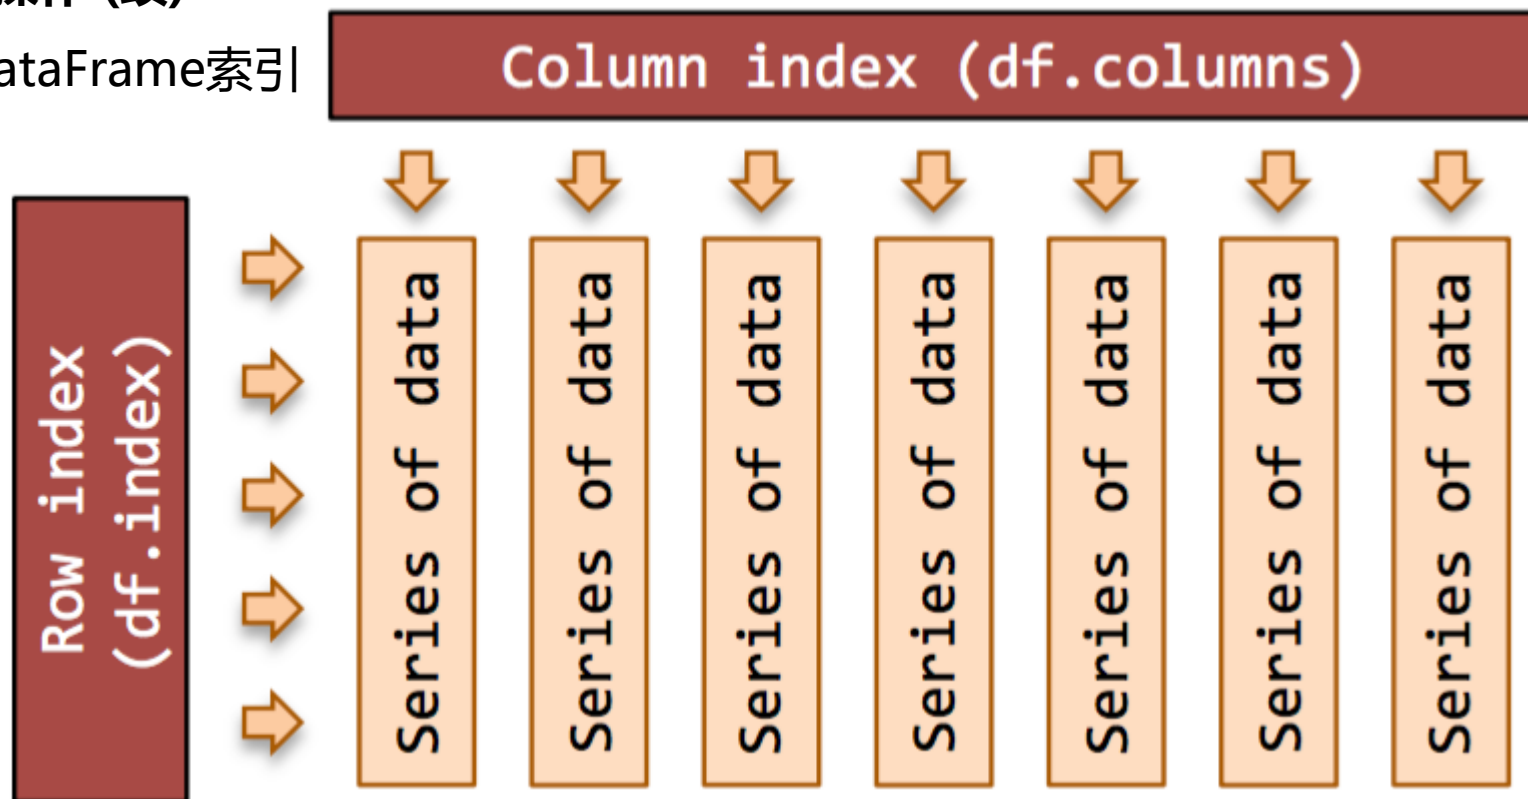 ataFrame索引
Column index (df.columns)
Row index
(df.index)
Series of data
Series of data
Series of data
Series of data
Series of data
Series of data
Series of data